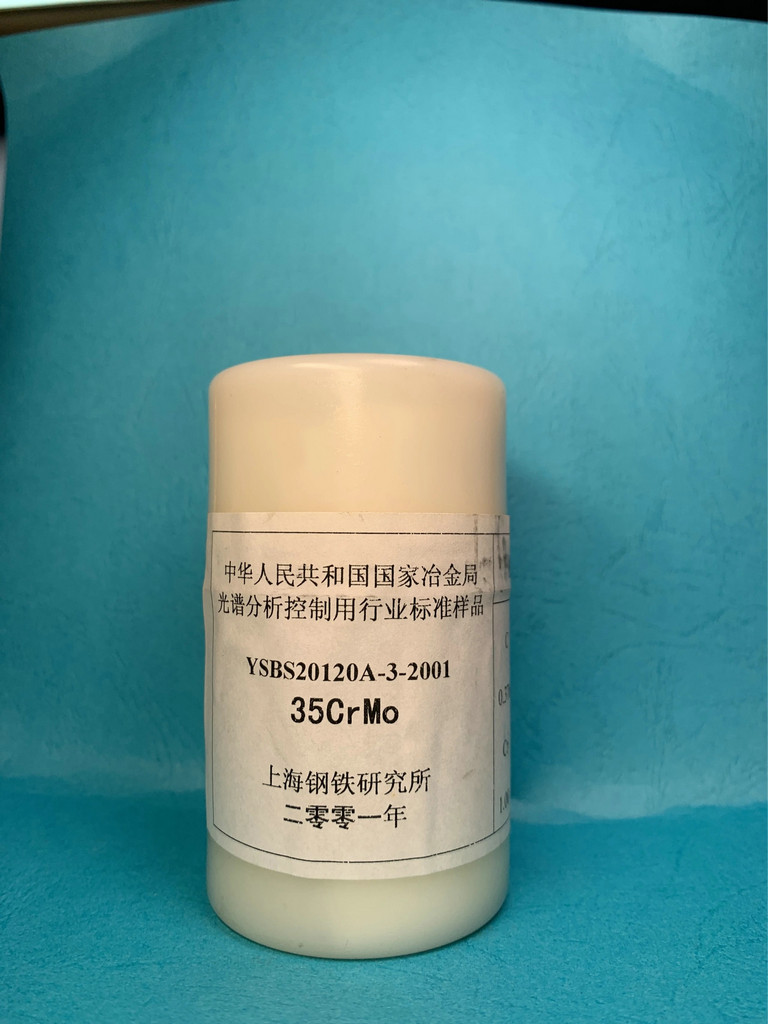 中华人民共和国国家冶金局
光谱分析控制用行业标准样品
YSBS20120A-3-2001
35CrMo
上海钢铁研究所
二零零一年